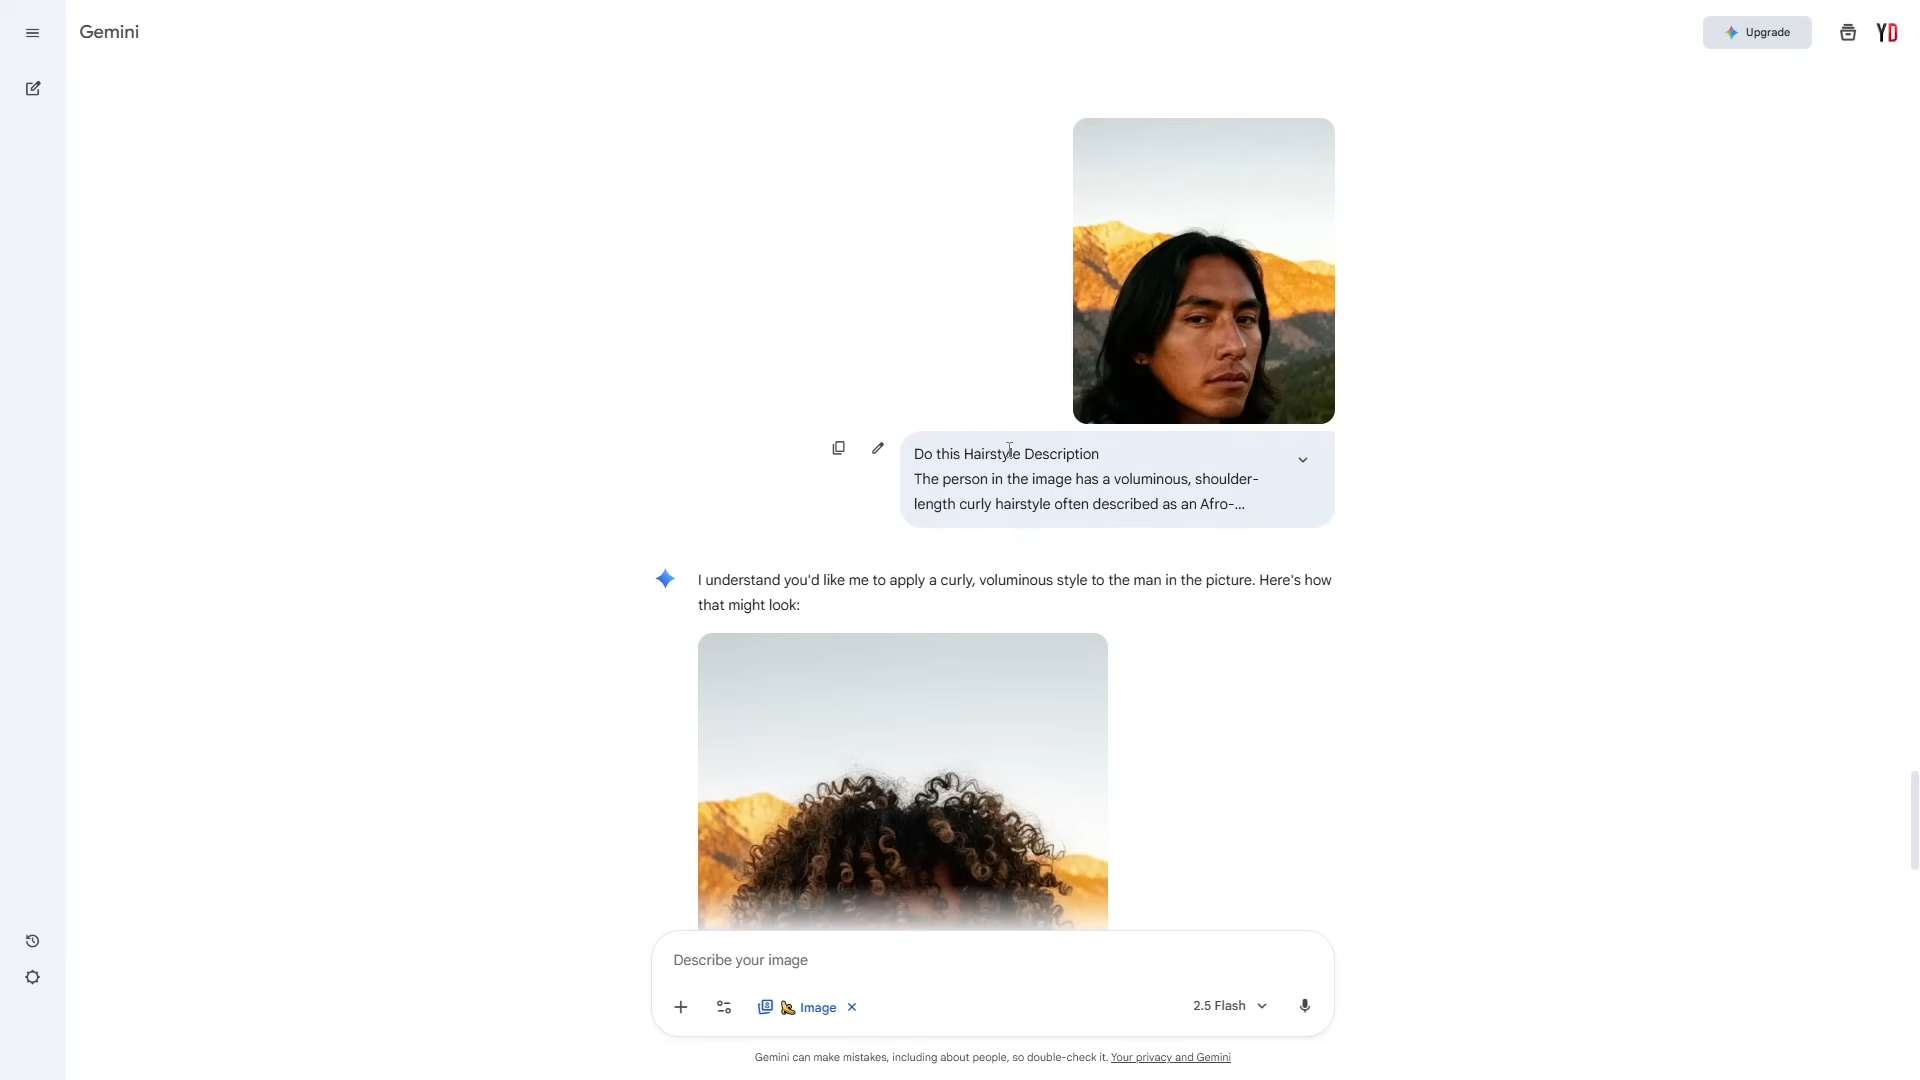 Gemini
Upgrade
YD
Do this Hairstyle Description
The person in the image has a voluminous, shoulder-
length curly hairstyle often described as an Afro-...
I understand you'd like me to apply a curly, voluminous style to the man in the picture. Here's how
that might look:
Describe your image
Image
2.5 Flash
Gemini can make mistakes, including about people, so double-check it. Your privacy and Gemini